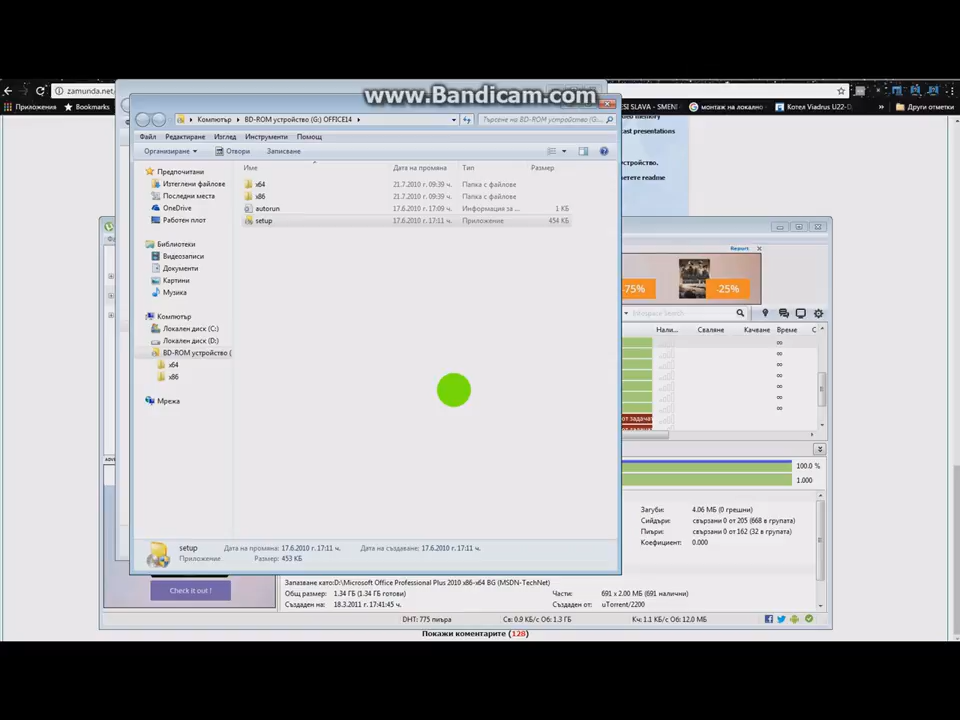 www.Bandicam.com
zamunda.net
Приложения
Bookmarks
ESI SLAVA - SMENI
монтаж на локално
Котел Viadrus U22-D
»
Други отметки
Компютър
BD-ROM устройство (G:) OFFICE14
Търсене на BD-ROM устройство (G:...
Файл
Редактиране
Изглед
Инструменти
Помощ
Организиране
Отвори
Записване
Име
Дата на промяна
Тип
Размер
x64
21.7.2010 г. 09:39 ч.
Папка с файлове
x86
21.7.2010 г. 09:39 ч.
Папка с файлове
autorun
17.6.2010 г. 17:09 ч.
Информация за ...
1 КБ
setup
17.6.2010 г. 17:11 ч.
Приложение
454 КБ
Предпочитани
Изтеглени файлове
Последни места
OneDrive
Работен плот
Библиотеки
Видеозаписи
Документи
Картини
Музика
Компютър
Локален диск (C:)
Локален диск (D:)
BD-ROM устройство (
x64
x86
Мрежа
cast presentations
устройство.
етете readme
Report
-75%
-25%
Нали...
Сваляне
Качване
Време
от задачат
100.0 %
1.000
Загуби:
4.06 МБ (0 грешни)
Сийдъри:
свързани 0 от 205 (668 в групата)
Пиъри:
свързани 0 от 162 (32 в групата)
Коефициент:
0.000
setup
Дата на промяна: 17.6.2010 г. 17:11 ч.
Дата на създаване: 17.6.2010 г. 17:11 ч.
Приложение
Размер: 453 КБ
Check it out !
Запазване като:
D:\Microsoft Office Professional Plus 2010 x86-x64 BG (MSDN-TechNet)
Общ размер:
1.34 ГБ (1.34 ГБ готови)
Части:
691 x 2.00 МБ (691 налични)
Създаден на:
18.3.2011 г. 17:41:45 ч.
Създаден от:
uTorrent/2200
DHT: 775 пиъра
Св: 0.9 КБ/с Об: 1.3 ГБ
Кч: 1.1 КБ/с Об: 12.0 МБ
Покажи коментарите (128)